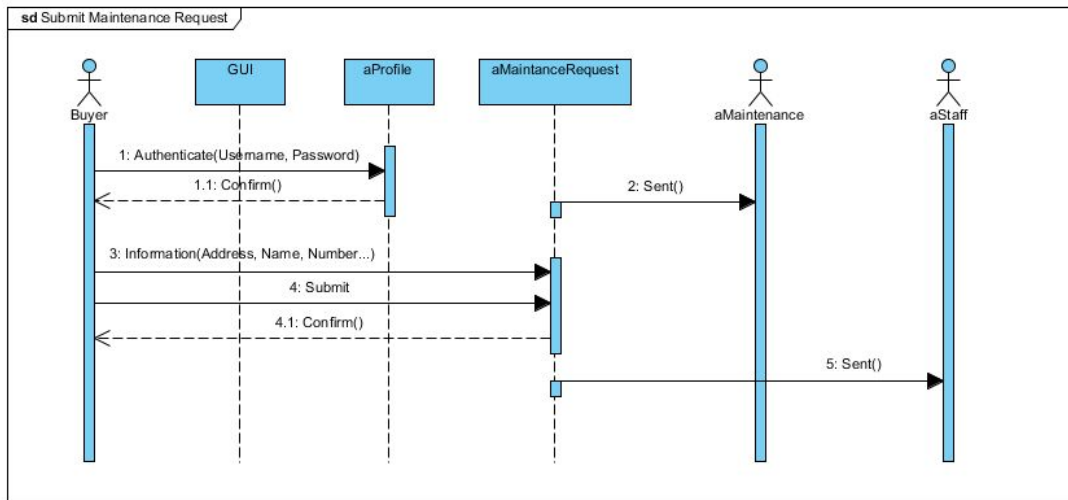 sd Submit Maintenance Request
GUI
aProfile
aMaintanceRequest
Buyer
aMaintenance
aStaff
1: Authenticate(Username, Password)
1.1: Confirm()
2: Sent()
3: Information(Address, Name, Number...)
4: Submit
4.1: Confirm()
5: Sent()